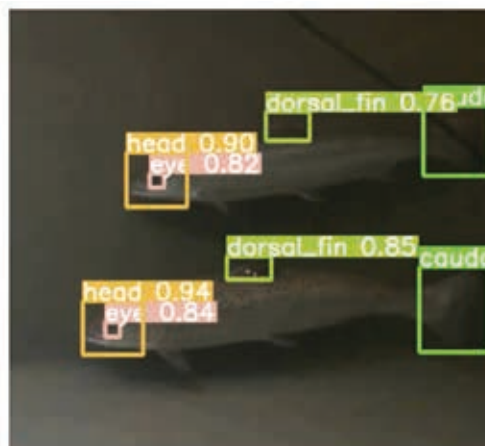 dorsal_fin 0.76
head 0.90
eye 0.82
dorsal_fin 0.85
head 0.94
eye 0.84